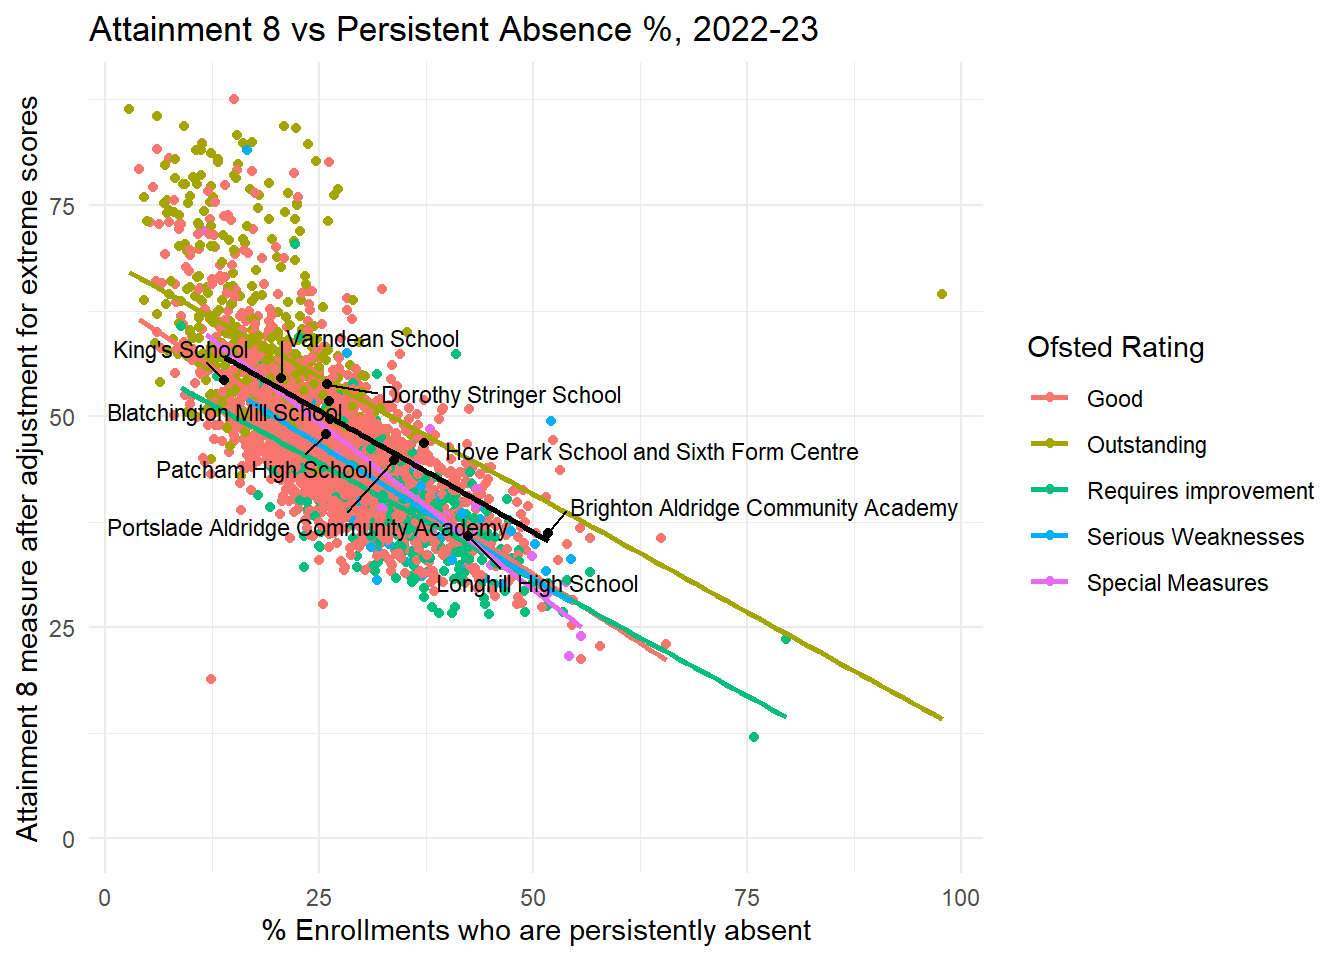 Attainment 8 vs Persistent Absence %, 2022-23
Attainment 8 measure after adjustment for extreme scores
75
50
25
0
Varndean School
King's School
Dorothy Stringer School
Blatchington Mill School
Hove Park School and Sixth Form Centre
Patcham High School
Brighton Aldridge Community Academy
Portslade Aldridge Community Academy
Longhill High School
0
25
50
75
100
% Enrollments who are persistently absent
Ofsted Rating
Good
Outstanding
Requires improvement
Serious Weaknesses
Special Measures